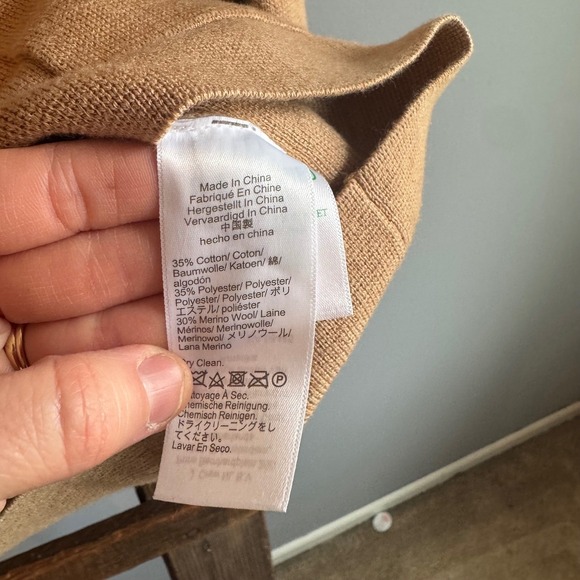 Made In China
Fabriqué En Chine
Hergestellt In China
Vervaardigd In China
中国製
hecho en china
35% Cotton/ Coton/
Baumwolle/ Katoen/ 綿/
algodón
35% Polyester/ Polyester/
Polyester/ Polyester/ ポリ
エステル/ poliéster
30% Merino Wool/ Laine
Mérinos/ Merinowolle/
Merinowol/ メリノウール/
Lana Merino
Dry Clean.
P
ttoyage À Sec.
Chemische Reinigung.
Chemisch Reinigen.
ドライクリーニングをし
てください。
Lavar En Seco.
ET